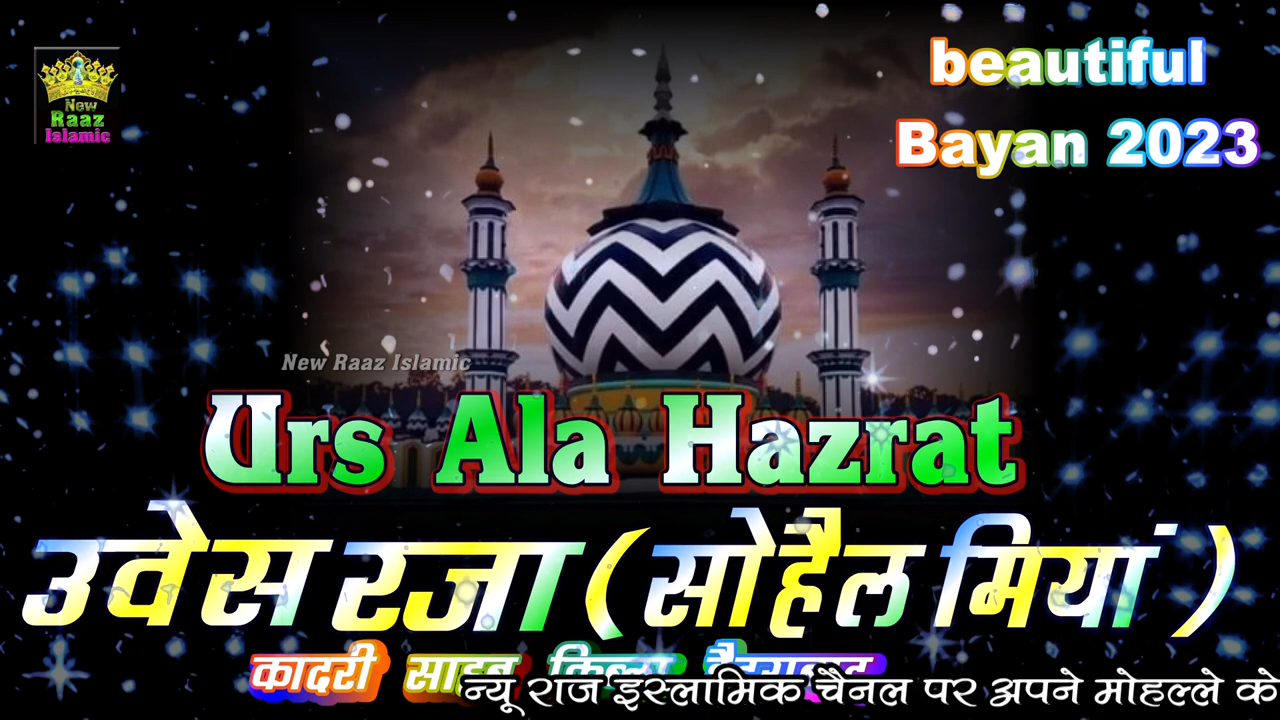 New
Raaz
Islamic
beautiful
Bayan 2023
New Raaz Islamic
Urs Ala Hazrat
उवेस रजा ( सोहैल मियां )
कादरी साहब किब्ला
न्यू राज इस्लामिक चैनल पर अपने मोहल्ले को